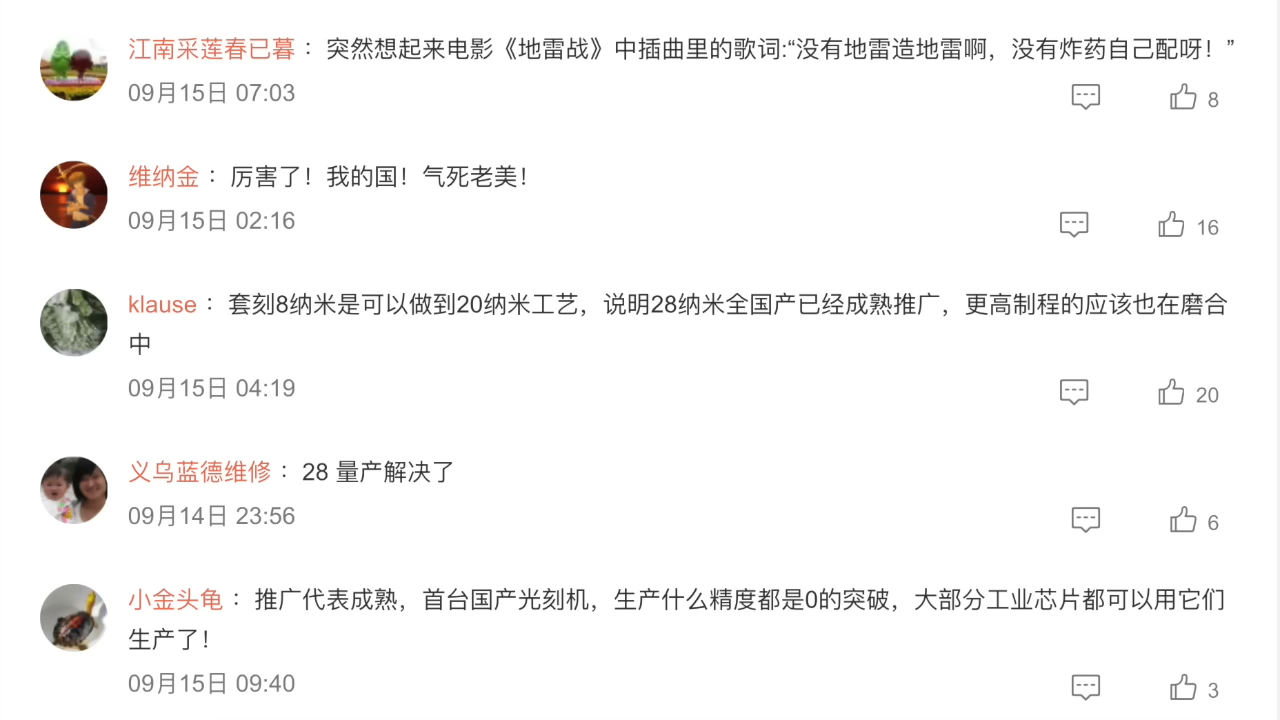 江南采莲春已暮： 突然想起来电影《地雷战》中插曲里的歌词:“没有地雷造地雷啊，没有炸药自己配呀！”
09月15日 07:03
8
维纳金： 厉害了！我的国！气死老美！
09月15日 02:16
16
klause： 套刻8纳米是可以做到20纳米工艺，说明28纳米全国产已经成熟推广，更高制程的应该也在磨合
中
09月15日 04:19
20
义乌蓝德维修： 28 量产解决了
09月14日 23:56
6
小金头龟： 推广代表成熟，首台国产光刻机，生产什么精度都是0的突破，大部分工业芯片都可以用它们
生产了！
09月15日 09:40
3